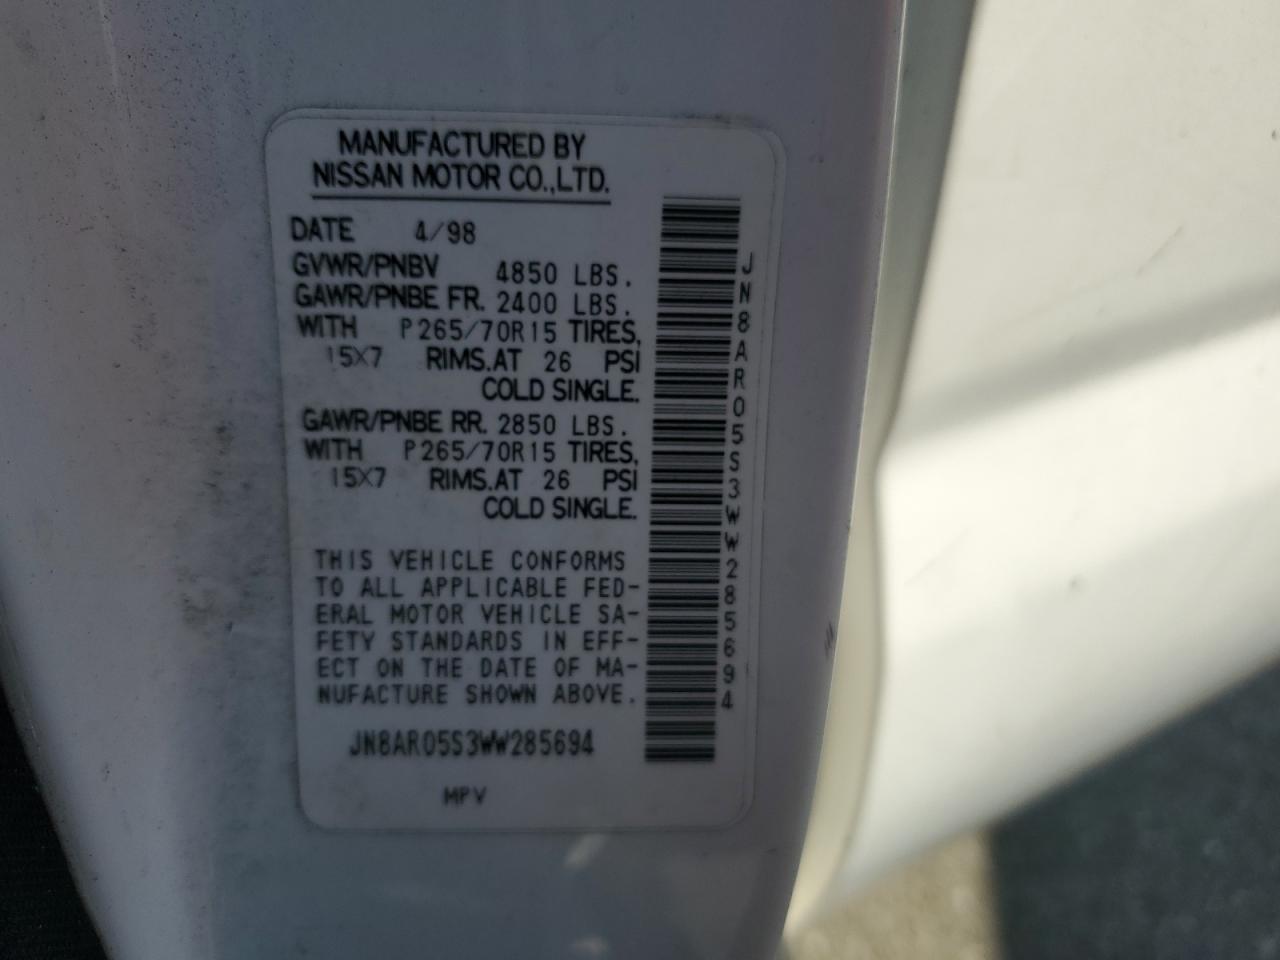 MANUFACTURED BY
NISSAN MOTOR CO.,LTD.
DATE 4/98
GVWR/PNBV 4850 LBS.
GAWR/PNBE FR. 2400 LBS.
WITH P265/70R15 TIRES,
15X7 RIMS.AT 26 PSI
COLD SINGLE.
GAWR/PNBE RR. 2850 LBS.
WITH P265/70R15 TIRES,
15X7 RIMS.AT 26 PSI
COLD SINGLE.
THIS VEHICLE CONFORMS
TO ALL APPLICABLE FED-
ERAL MOTOR VEHICLE SA-
FETY STANDARDS IN EFF-
ECT ON THE DATE OF MA-
NUFACTURE SHOWN ABOVE.
JN8AR05S3WW285694
MPV
JN8AR05S3WW285694